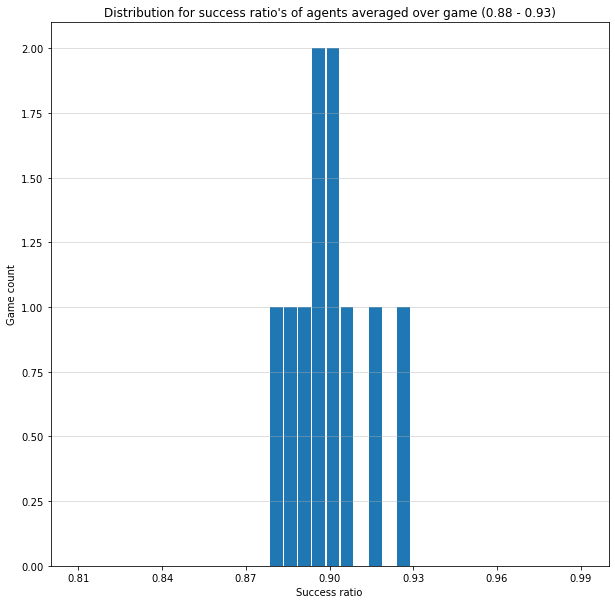 Distribution for success ratio's of agents averaged over game (0.88 - 0.93)
2.00
1.75
1.50
1.25
1.00
0.75
0.50
0.25
0.00
Game count
0.81 0.84 0.87 0.90 0.93 0.96 0.99
Success ratio